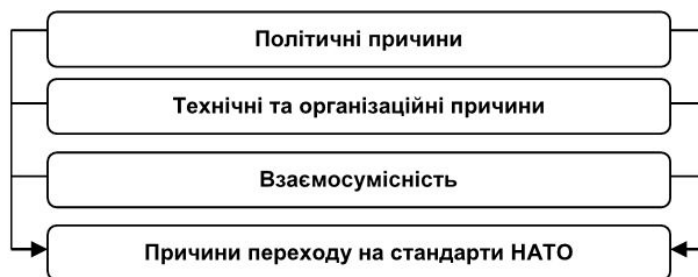 Політичні причини
Технічні та організаційні причини
Взаємосумісність
Причини переходу на стандарти НАТО